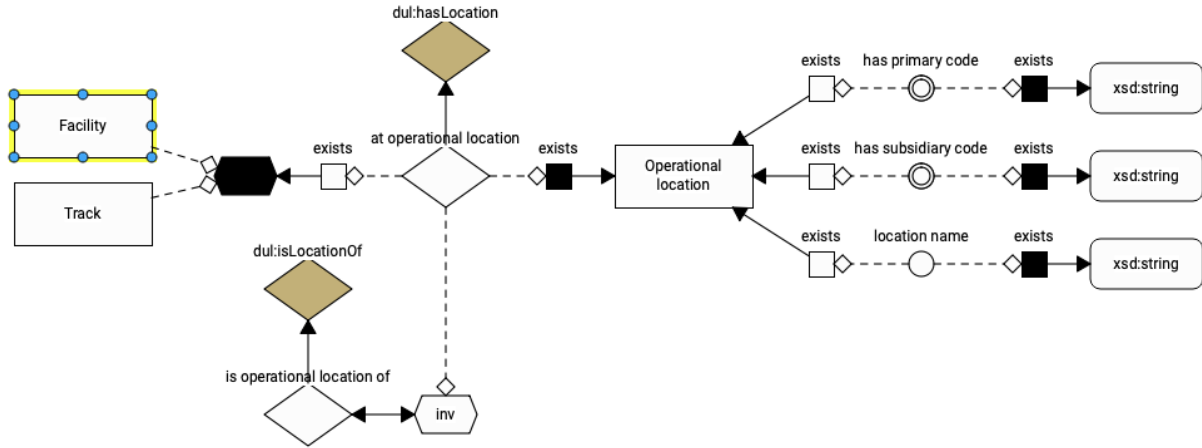 dul:hasLocation
exists
has primary code
exists
xsd:string
Facility
at operational location
exists
exists
Operational
location
exists
has subsidiary code
exists
xsd:string
Track
exists
location name
exists
xsd:string
dul:isLocationOf
is operational location of
inv